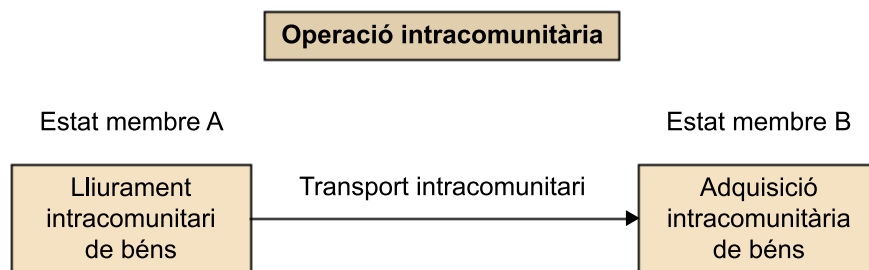 Operació intracomunitària
Estat membre A
Estat membre B
Lliurament
intracomunitari
de béns
Transport intracomunitari
Adquisició
intracomunitària
de béns